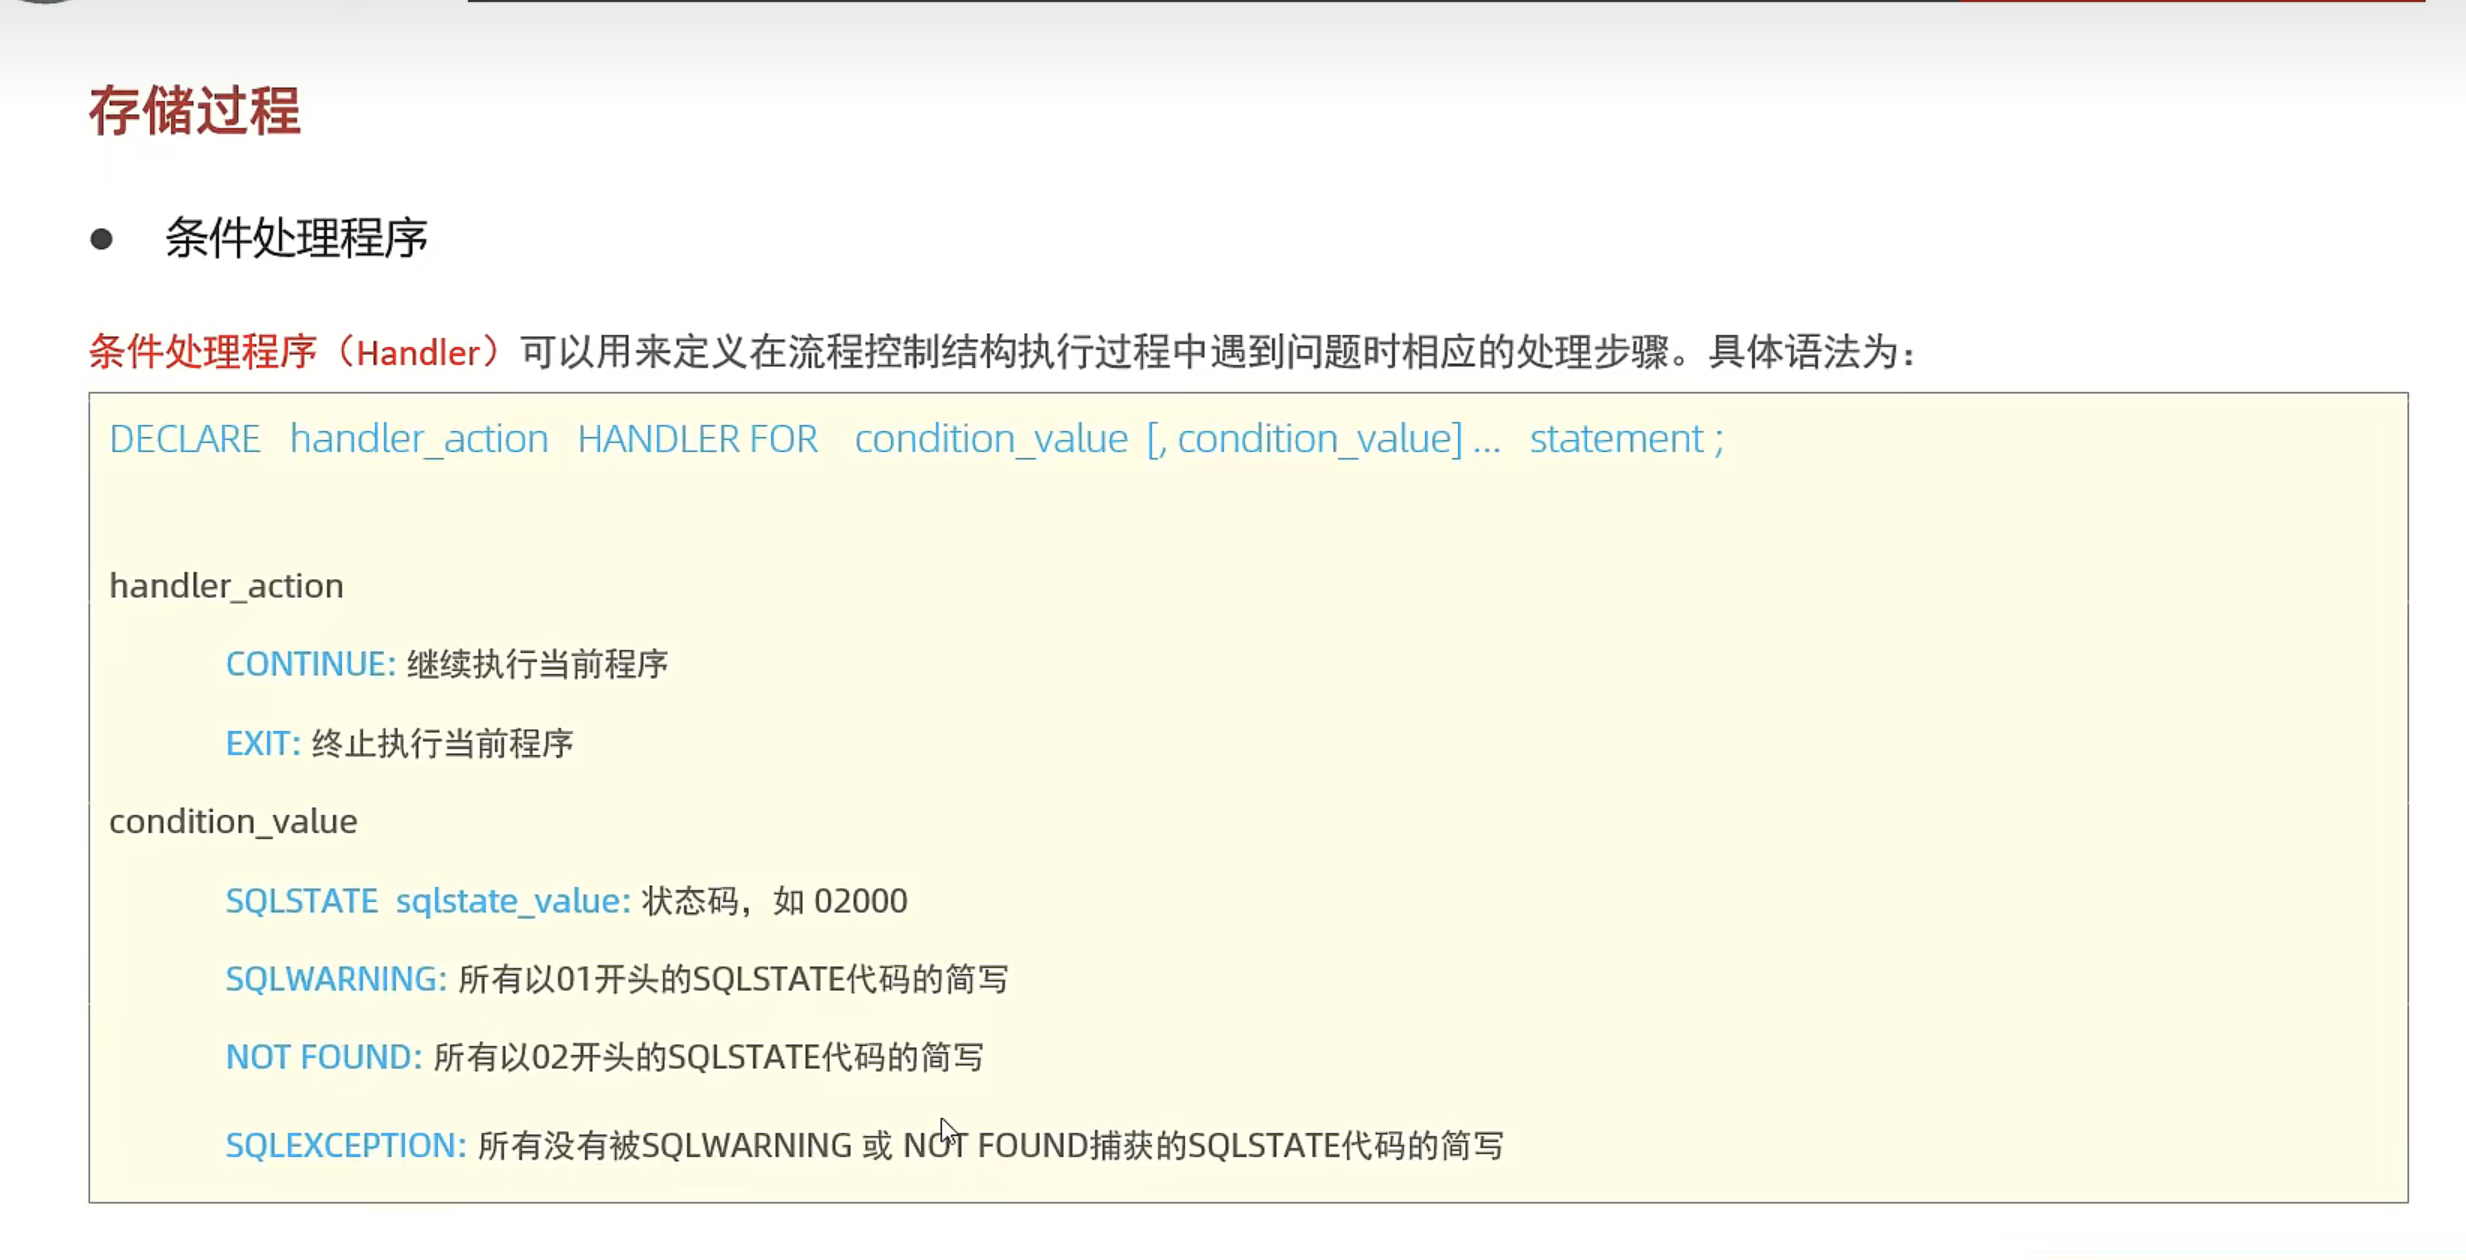 存储过程
● 条件处理程序
条件处理程序（Handler）可以用来定义在流程控制结构执行过程中遇到问题时相应的处理步骤。具体语法为：
DECLARE handler_action HANDLER FOR condition_value [, condition_value] ... statement ;
handler_action
CONTINUE: 继续执行当前程序
EXIT: 终止执行当前程序
condition_value
SQLSTATE sqlstate_value: 状态码，如 02000
SQLWARNING: 所有以01开头的SQLSTATE代码的简写
NOT FOUND: 所有以02开头的SQLSTATE代码的简写
SQLEXCEPTION: 所有没有被SQLWARNING 或 NOT FOUND捕获的SQLSTATE代码的简写